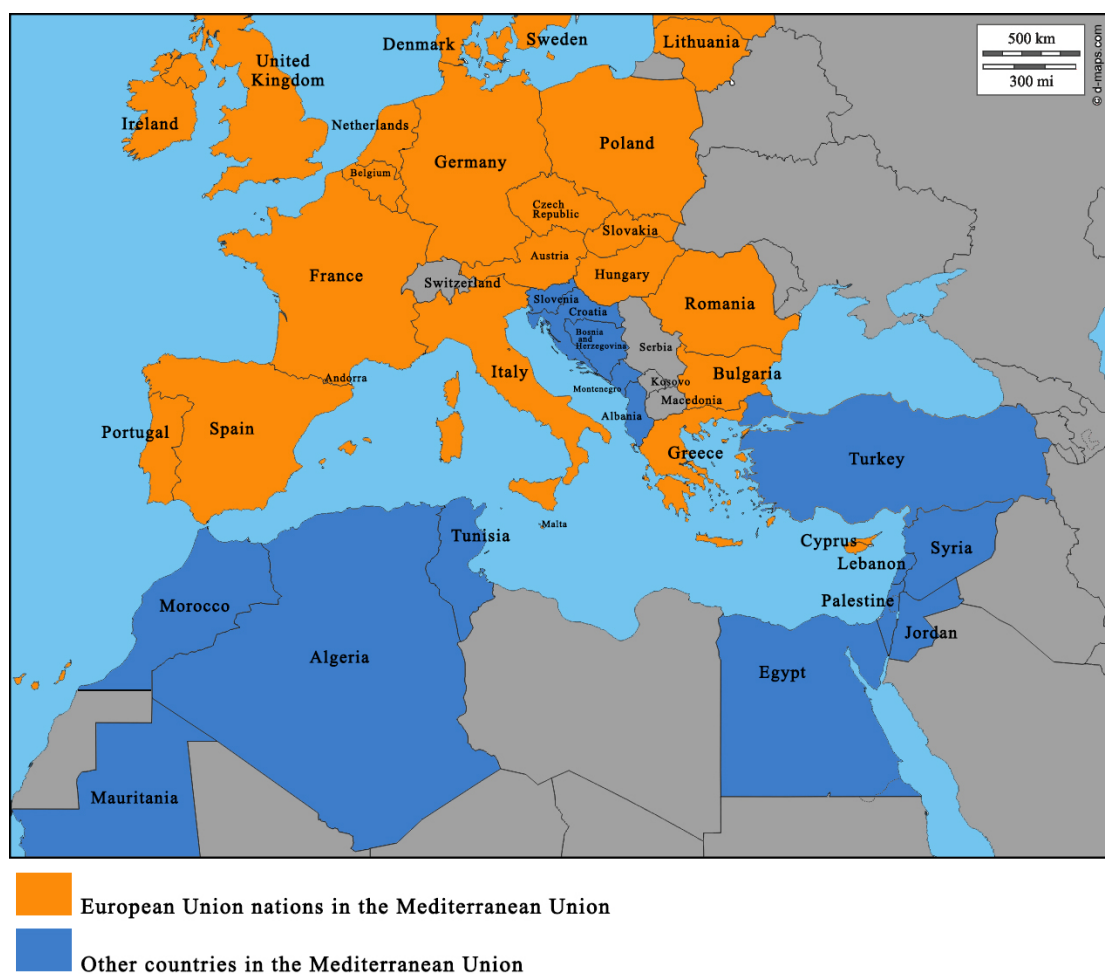 Denmark
Sweden
Lithuania
500 km
300 mi
© d-maps.com
United
Kingdom
Ireland
Netherlands
Poland
Germany
Belgium
Czech
Republic
Slovakia
Austria
France
Switzerland
Hungary
Slovenia
Romania
Croatia
Bosnia
and
Herzegovina
Serbia
Italy
Andorra
Kosovo
Bulgaria
Montenegro
Macedonia
Albania
Portugal
Spain
Greece
Turkey
Malta
Tunisia
Cyprus
Syria
Lebanon
Morocco
Palestine
Jordan
Algeria
Egypt
Mauritania
European Union nations in the Mediterranean Union
Other countries in the Mediterranean Union